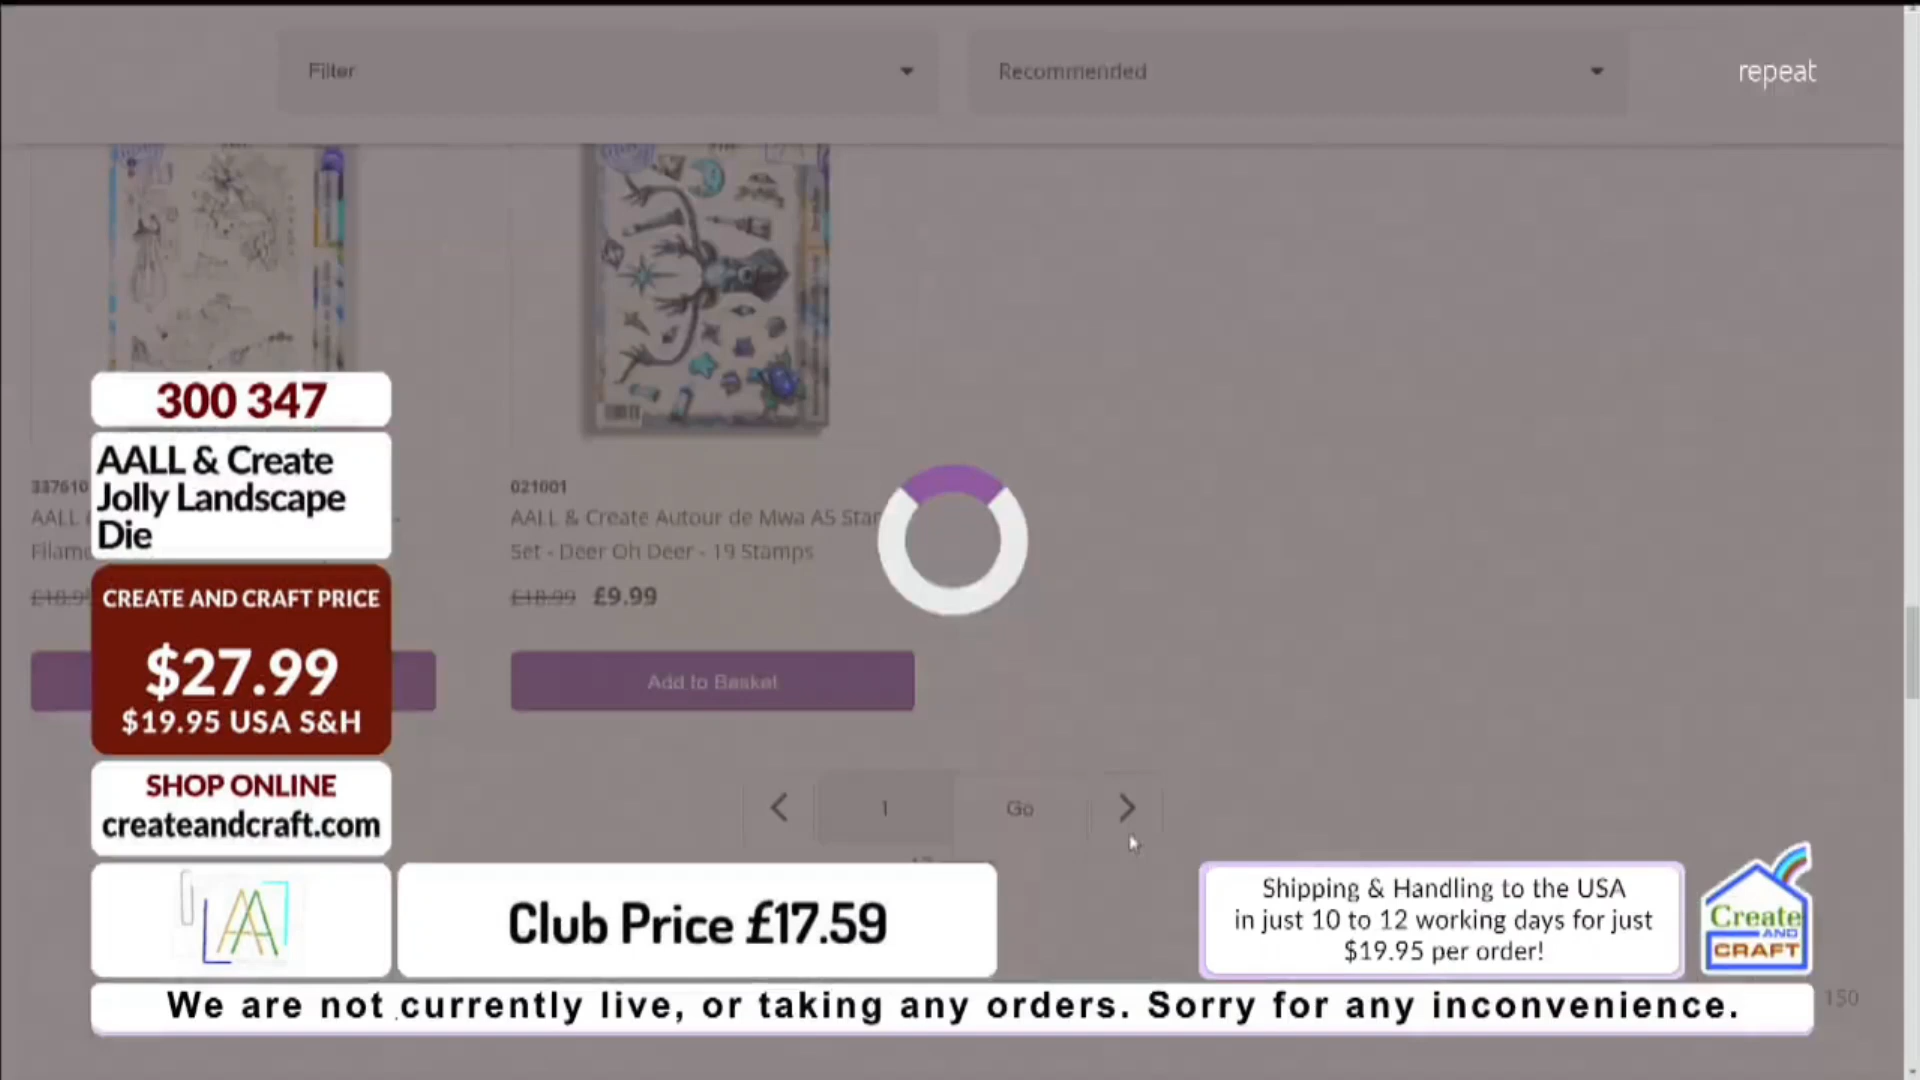 Filter
Recommended
repeat
300 347
AALL & Create
Jolly Landscape
Die
337610
AALL
Filam
£18.9
021001
AALL & Create Autour de Mwa A5 Star
Set - Deer Oh Deer - 19 Stamps
£18.99 £9.99
CREATE AND CRAFT PRICE
$27.99
$19.95 USA S&H
Add to Basket
SHOP ONLINE
createandcraft.com
1
Go
Club Price £17.59
Shipping & Handling to the USA
in just 10 to 12 working days for just
$19.95 per order!
Create
AND
CRAFT
We are not currently live, or taking any orders. Sorry for any inconvenience.
150